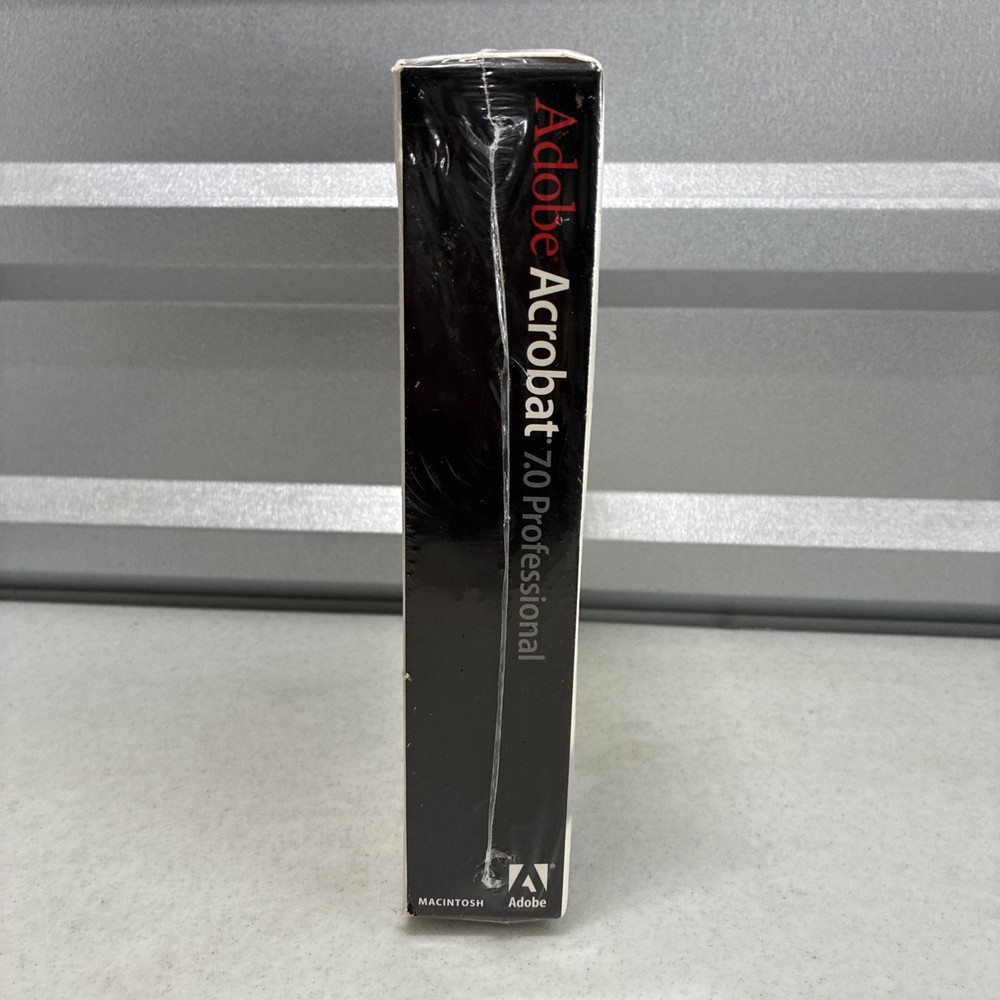 Adobe® Acrobat® 7.0 Professional
MACINTOSH
Adobe